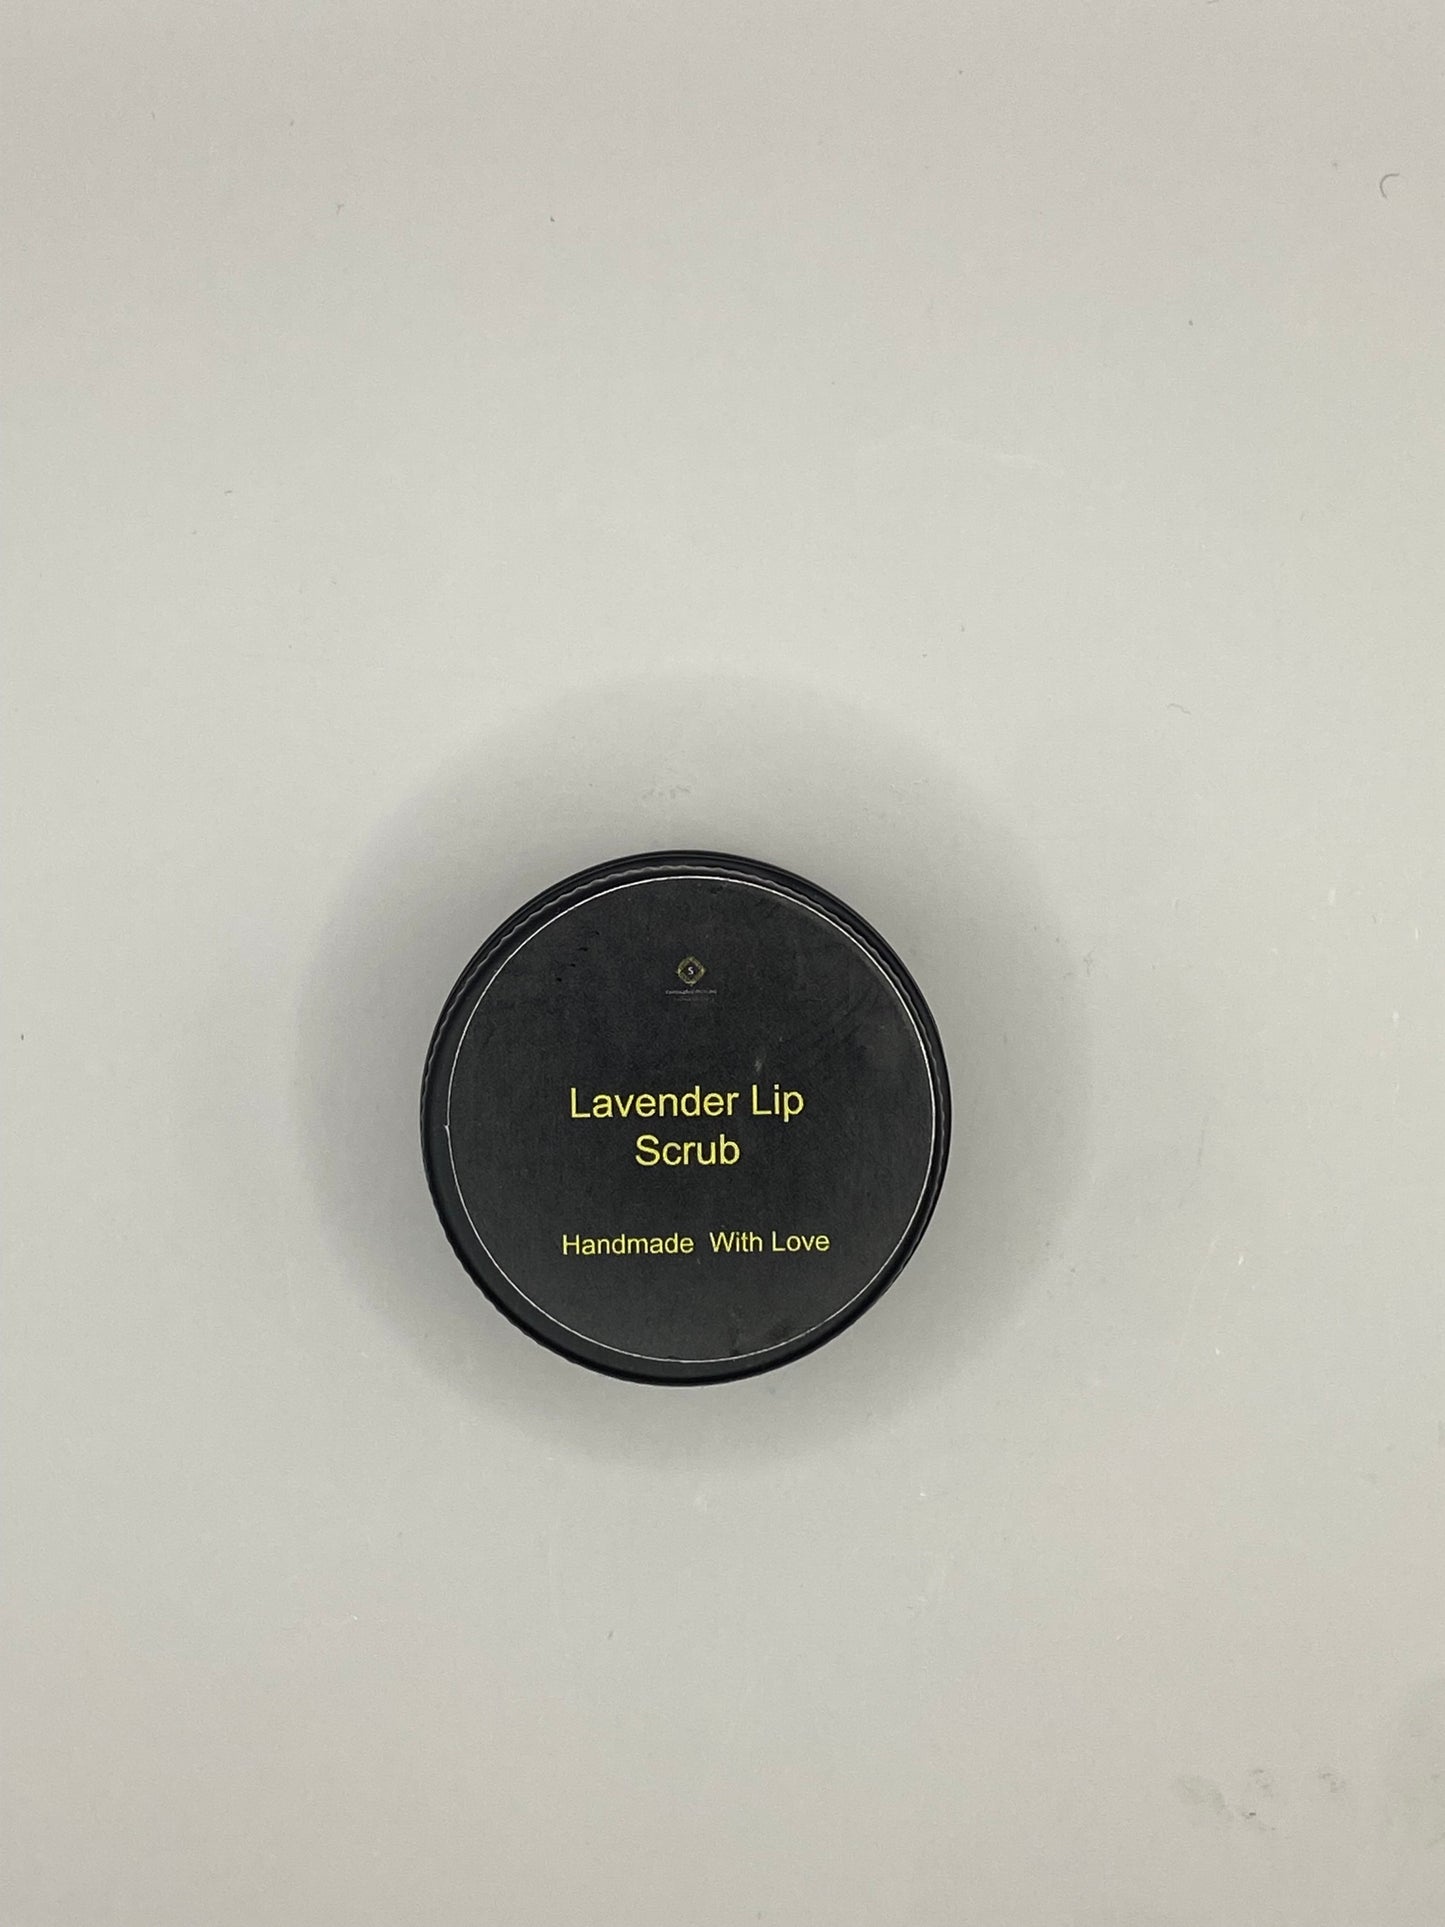 S
Lavender Lip
Scrub
Handmade With Love